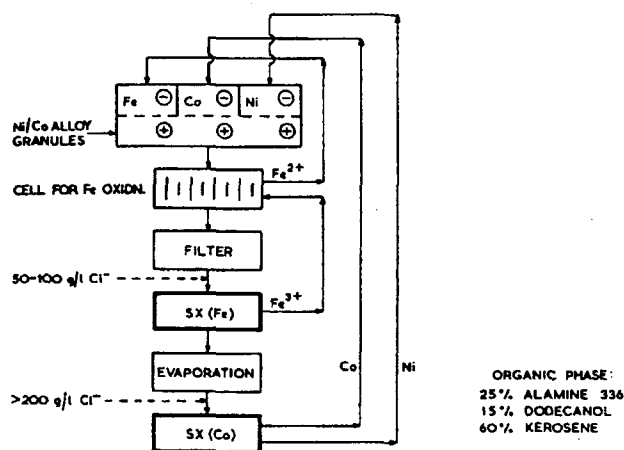 Fe ⊖ Co ⊖ Ni ⊖
⊕ ⊕ ⊕
Ni/Co ALLOY
GRANULES
Fe2+
CELL FOR Fe OXIDN.
FILTER
50-100 g/l Cl⁻
Fe3+
SX (Fe)
EVAPORATION
Co
Ni
>200 g/l Cl⁻
SX (Co)
ORGANIC PHASE:
25% ALAMINE 336
15% DODECANOL
60% KEROSENE